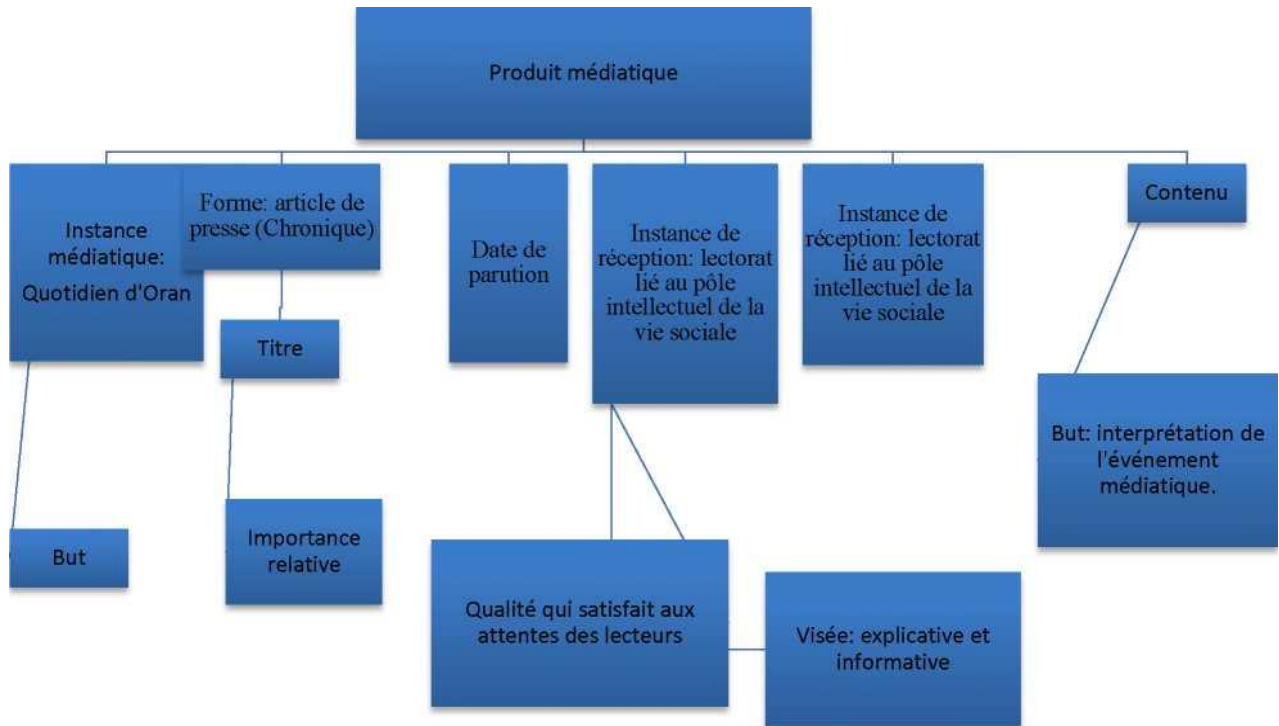 Produit médiatique
Instance
médiatique:
Quotidien d'Oran
Forme: article de
presse (Chronique)
Date de
parution
Instance de
réception: lectorat
lié au pôle
intellectuel de la
vie sociale
Instance de
réception: lectorat
lié au pôle
intellectuel de la
vie sociale
Contenu
Titre
But: interprétation de
l'événement
médiatique.
But
Importance
relative
Qualité qui satisfait aux
attentes des lecteurs
Visée: explicative et
informative